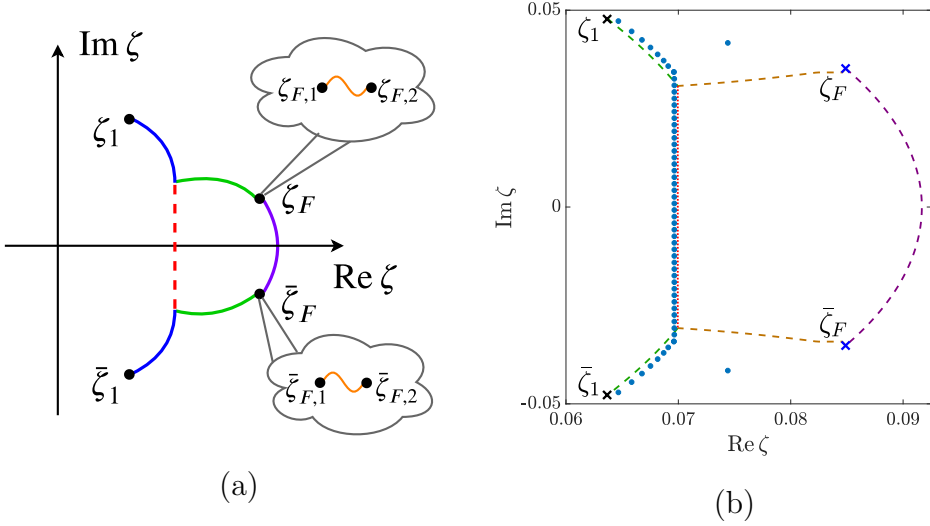 Im ζ
ζ_{F,1} ζ_{F,2}
ζ_1
ζ_F
Re ζ
ζ̄_F
ζ̄_1
ζ̄_{F,1} ζ̄_{F,2}
(a)
0.05
ζ_1
ζ_F
Im ζ
0
ζ̄_F
ζ̄_1
-0.05
0.06 0.07 0.08 0.09
Re ζ
(b)